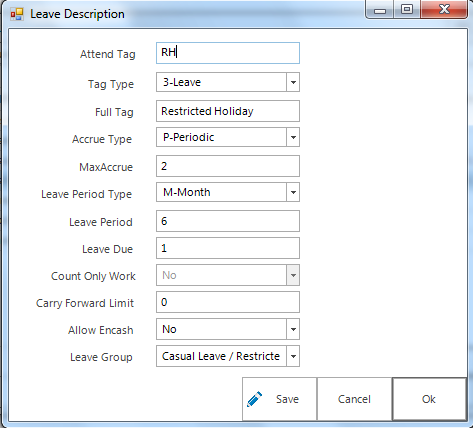 Leave Description
Attend Tag RH
Tag Type 3-Leave
Full Tag Restricted Holiday
Accrue Type P-Periodic
MaxAccrue 2
Leave Period Type M-Month
Leave Period 6
Leave Due 1
Count Only Work No
Carry Forward Limit 0
Allow Encash No
Leave Group Casual Leave / Restricte
Save Cancel Ok